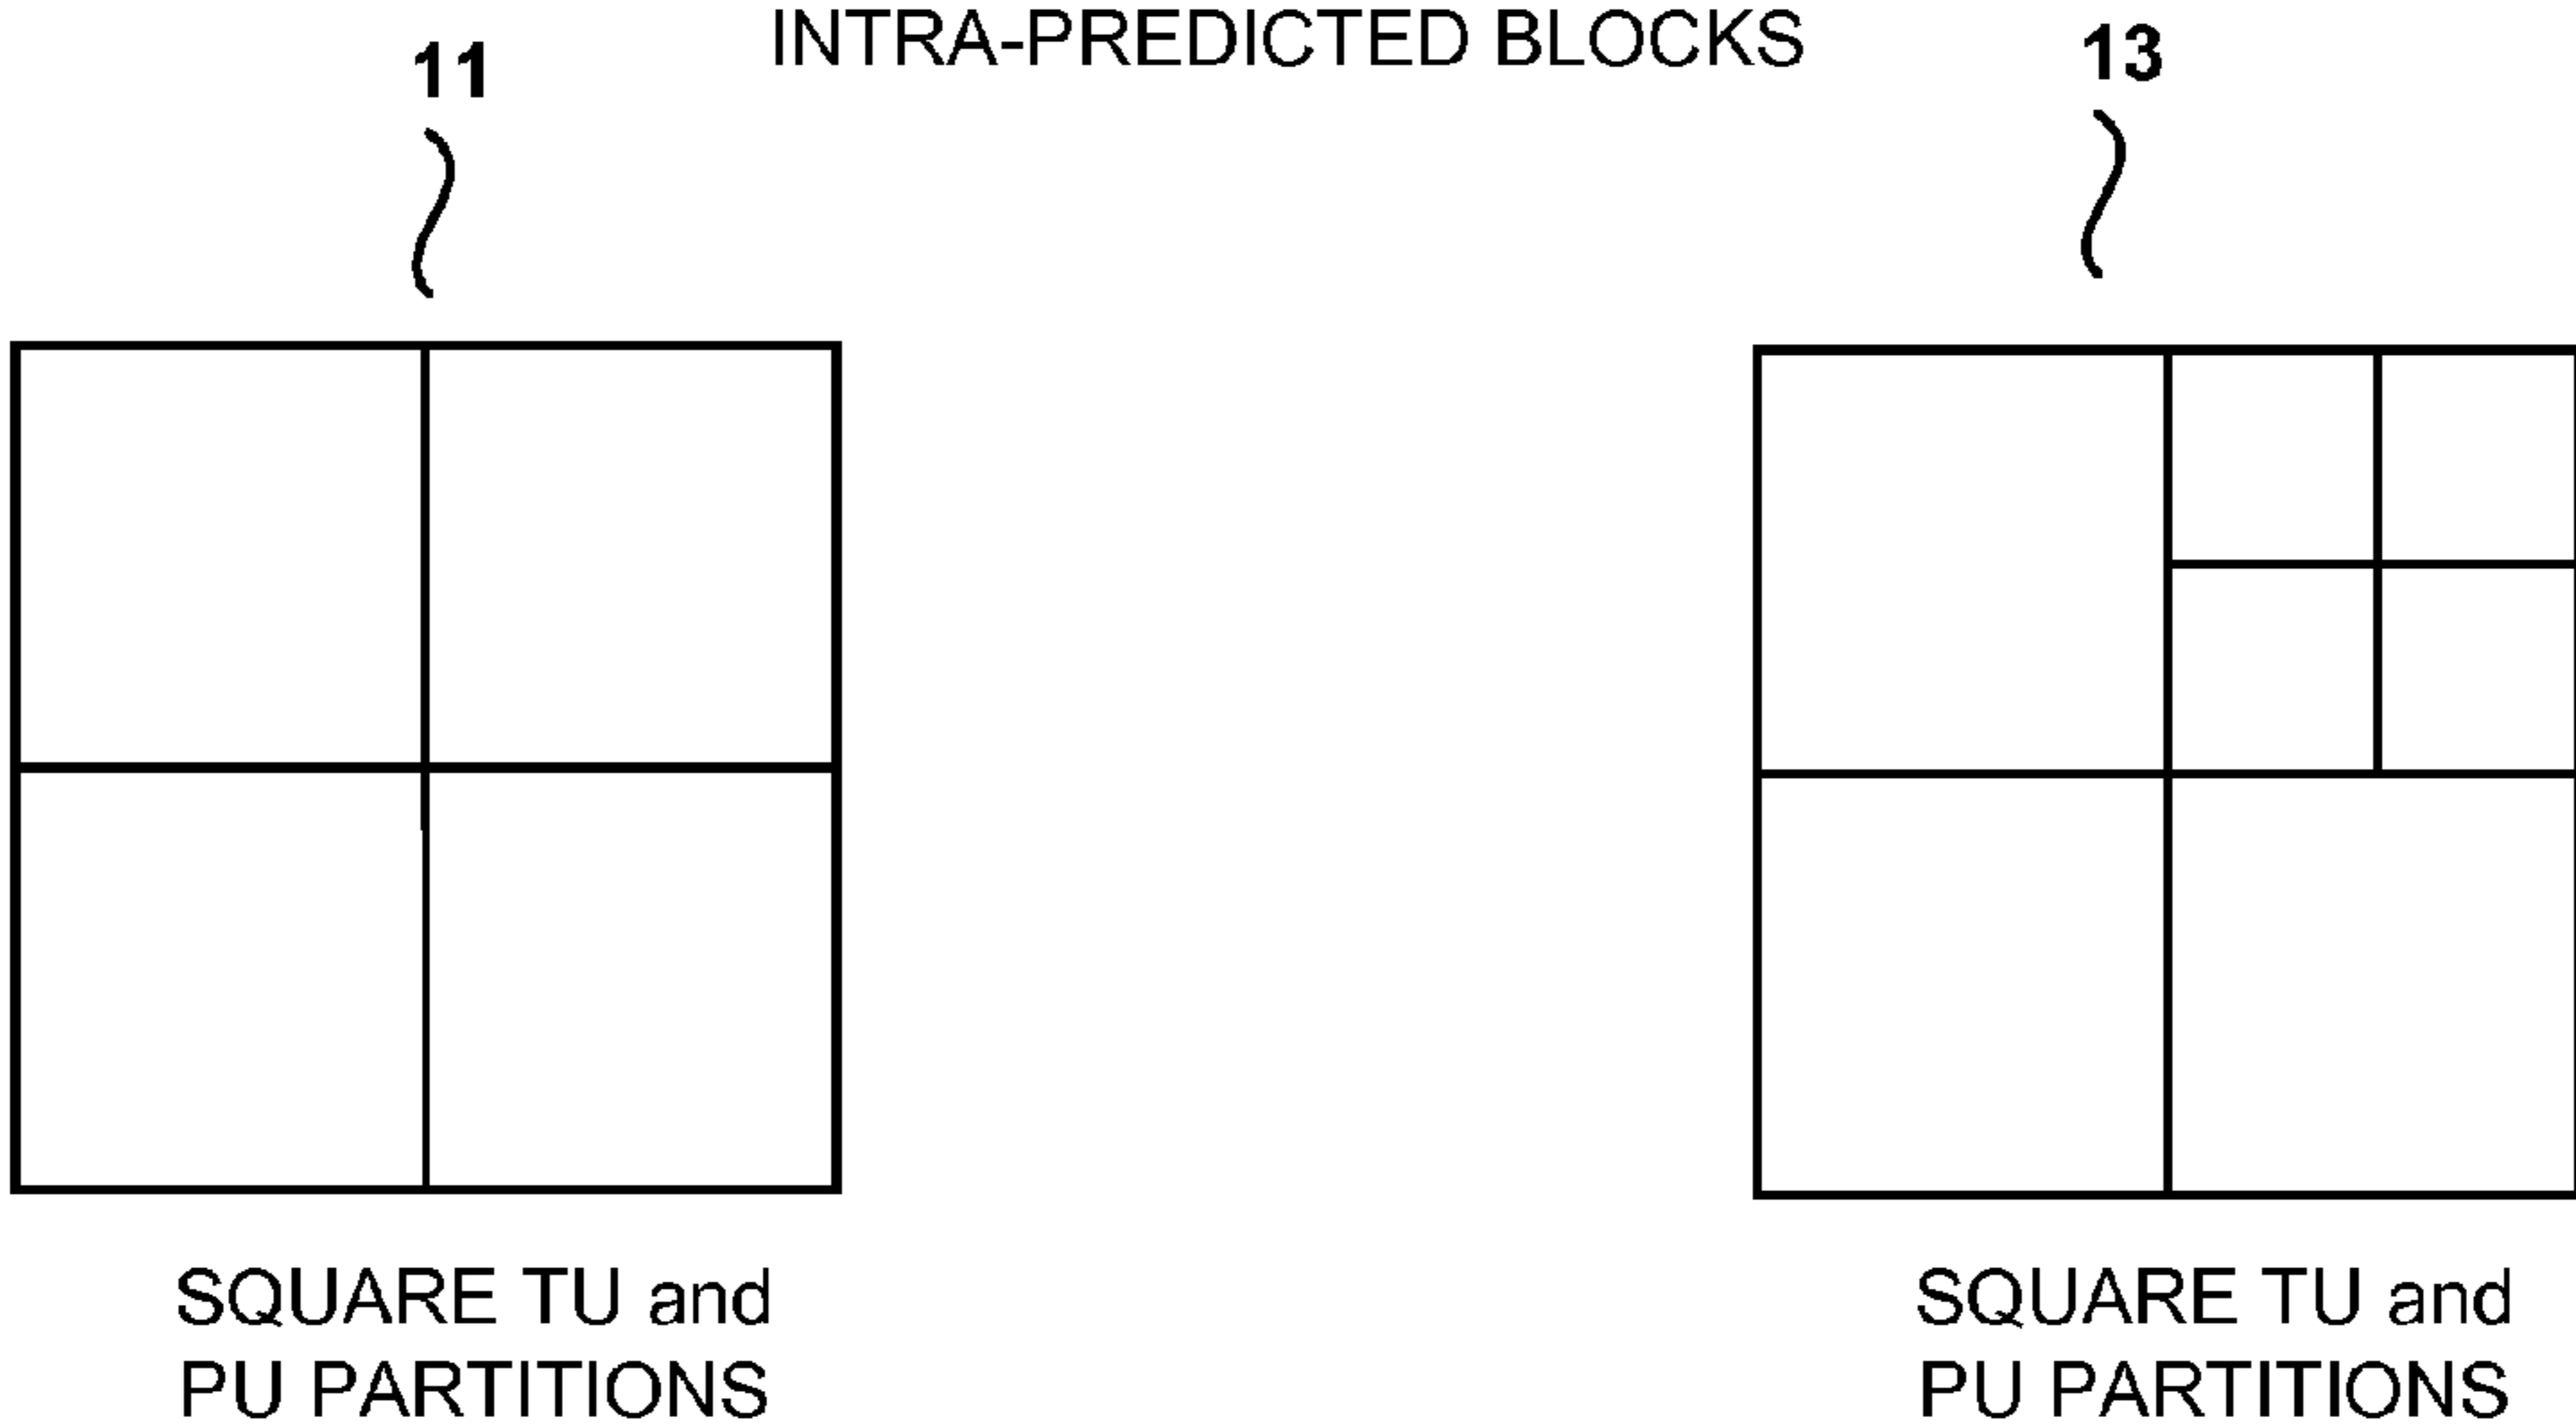 INTRA-PREDICTED BLOCKS
11
13
SQUARE TU and
PU PARTITIONS
SQUARE TU and
PU PARTITIONS